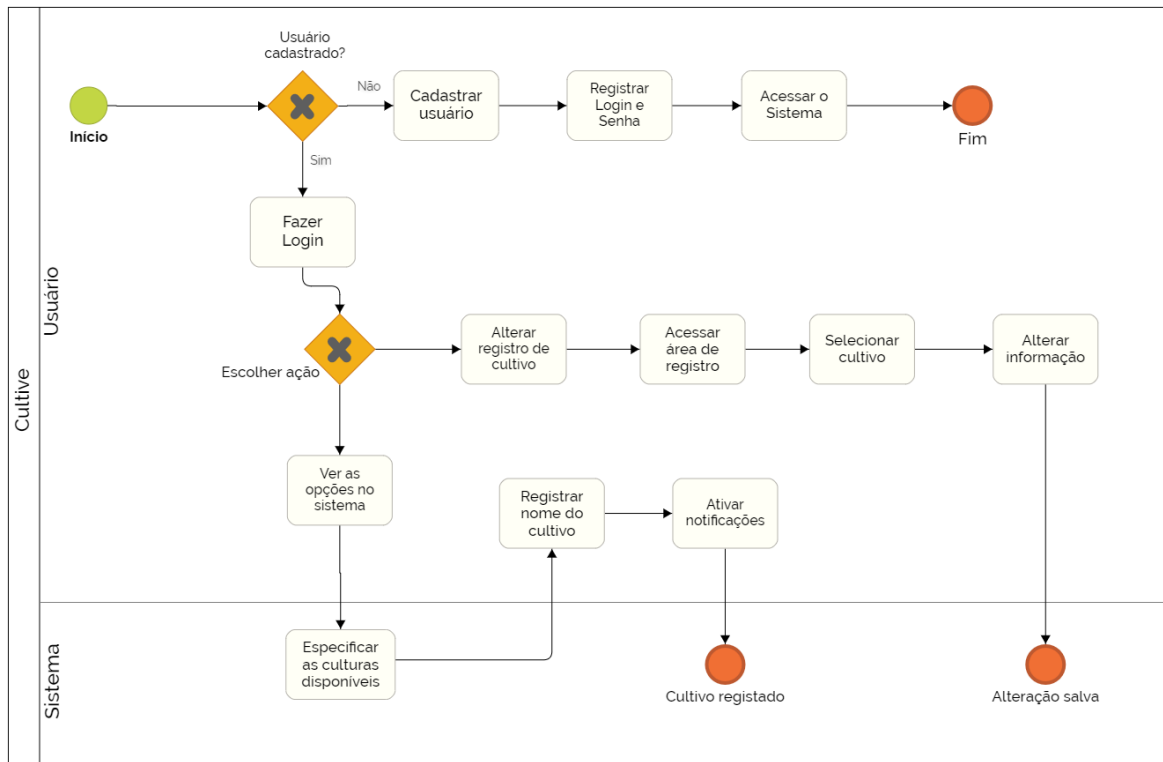 Cultive
Usuário
Sistema
Usuário
cadastrado?
Início
Não
Sim
Cadastrar
usuário
Registrar
Login e
Senha
Acessar o
Sistema
Fim
Fazer
Login
Escolher ação
Alterar
registro de
cultivo
Acessar
área de
registro
Selecionar
cultivo
Alterar
informação
Ver as
opções no
sistema
Registrar
nome do
cultivo
Ativar
notificações
Especificar
as culturas
disponíveis
Cultivo registado
Alteração salva